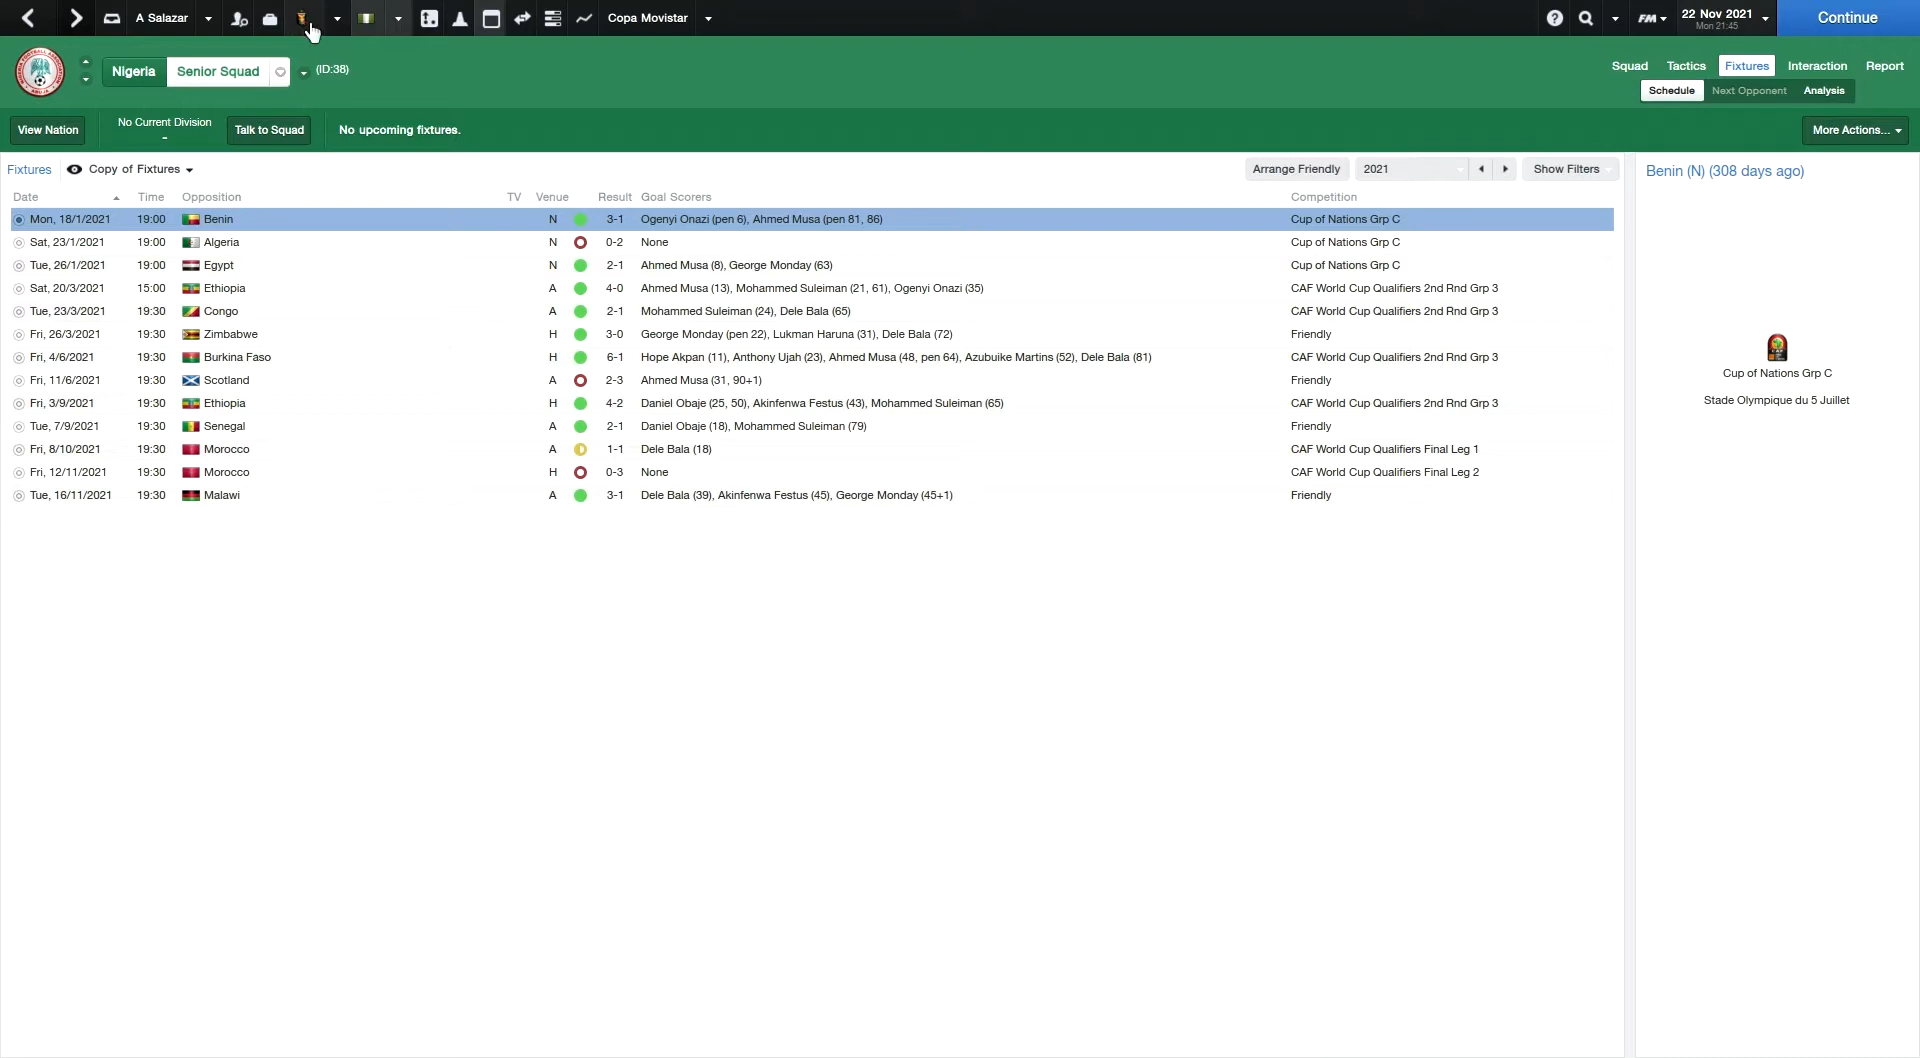 A Salazar Copa Movistar FM 22 Nov 2021 Continue
Mon 21:45
Nigeria Senior Squad (ID:38) Squad Tactics Fixtures Interaction Report
Schedule Next Opponent Analysis
View Nation No Current Division - Talk to Squad No upcoming fixtures. More Actions...
Fixtures Copy of Fixtures Arrange Friendly 2021 Show Filters Benin (N) (308 days ago)
Date Time Opposition TV Venue Result Goal Scorers Competition
Mon, 18/1/2021 19:00 Benin N 3-1 Ogenyi Onazi (pen 6), Ahmed Musa (pen 81, 86) Cup of Nations Grp C
Sat, 23/1/2021 19:00 Algeria N 0-2 None Cup of Nations Grp C
Tue, 26/1/2021 19:00 Egypt N 2-1 Ahmed Musa (8), George Monday (63) Cup of Nations Grp C
Sat, 20/3/2021 15:00 Ethiopia A 4-0 Ahmed Musa (13), Mohammed Suleiman (21, 61), Ogenyi Onazi (35) CAF World Cup Qualifiers 2nd Rnd Grp 3
Tue, 23/3/2021 19:30 Congo A 2-1 Mohammed Suleiman (24), Dele Bala (65) CAF World Cup Qualifiers 2nd Rnd Grp 3
Fri, 26/3/2021 19:30 Zimbabwe H 3-0 George Monday (pen 22), Lukman Haruna (31), Dele Bala (72) Friendly
Fri, 4/6/2021 19:30 Burkina Faso H 6-1 Hope Akpan (11), Anthony Ujah (23), Ahmed Musa (48, pen 64), Azubuike Martins (52), Dele Bala (81) CAF World Cup Qualifiers 2nd Rnd Grp 3
Fri, 11/6/2021 19:30 Scotland A 2-3 Ahmed Musa (31, 90+1) Friendly
Fri, 3/9/2021 19:30 Ethiopia H 4-2 Daniel Obaje (25, 50), Akinfenwa Festus (43), Mohammed Suleiman (65) CAF World Cup Qualifiers 2nd Rnd Grp 3
Tue, 7/9/2021 19:30 Senegal A 2-1 Daniel Obaje (18), Mohammed Suleiman (79) Friendly
Fri, 8/10/2021 19:30 Morocco A 1-1 Dele Bala (18) CAF World Cup Qualifiers Final Leg 1
Fri, 12/11/2021 19:30 Morocco H 0-3 None CAF World Cup Qualifiers Final Leg 2
Tue, 16/11/2021 19:30 Malawi A 3-1 Dele Bala (39), Akinfenwa Festus (45), George Monday (45+1) Friendly
Cup of Nations Grp C
Stade Olympique du 5 Juillet